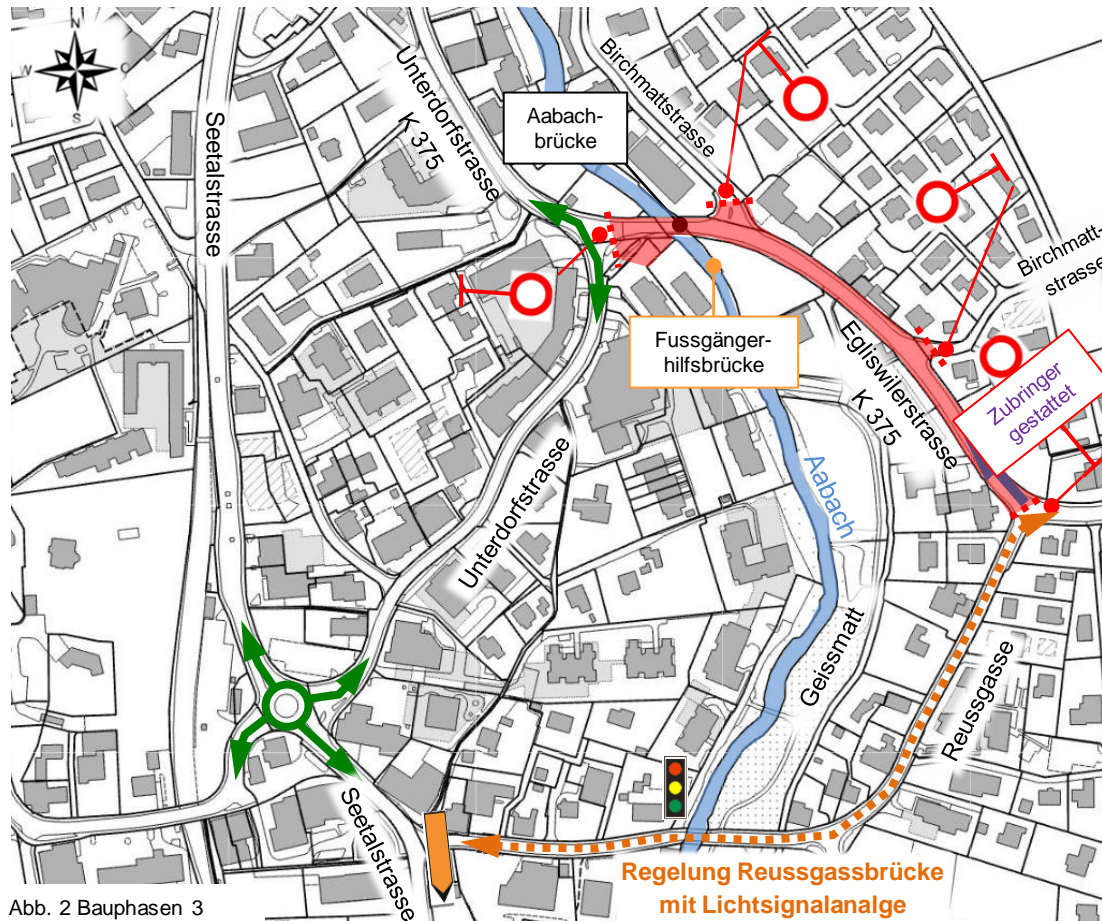 N
W
O
S
Seetalstrasse
Unterdorfstrasse
K 375
Aabach-
brücke
Birchmattstrasse
Birchmatt-
strasse
Fussgänger-
hilfsbrücke
Egliswilerstrasse
K 375
Zubringer
gestattet
Unterdorfstrasse
Aabach
Geissmatt
Reussgasse
Seetalstrasse
Regelung Reussgassbrücke
mit Lichtsignalanalge
Abb. 2 Bauphasen 3